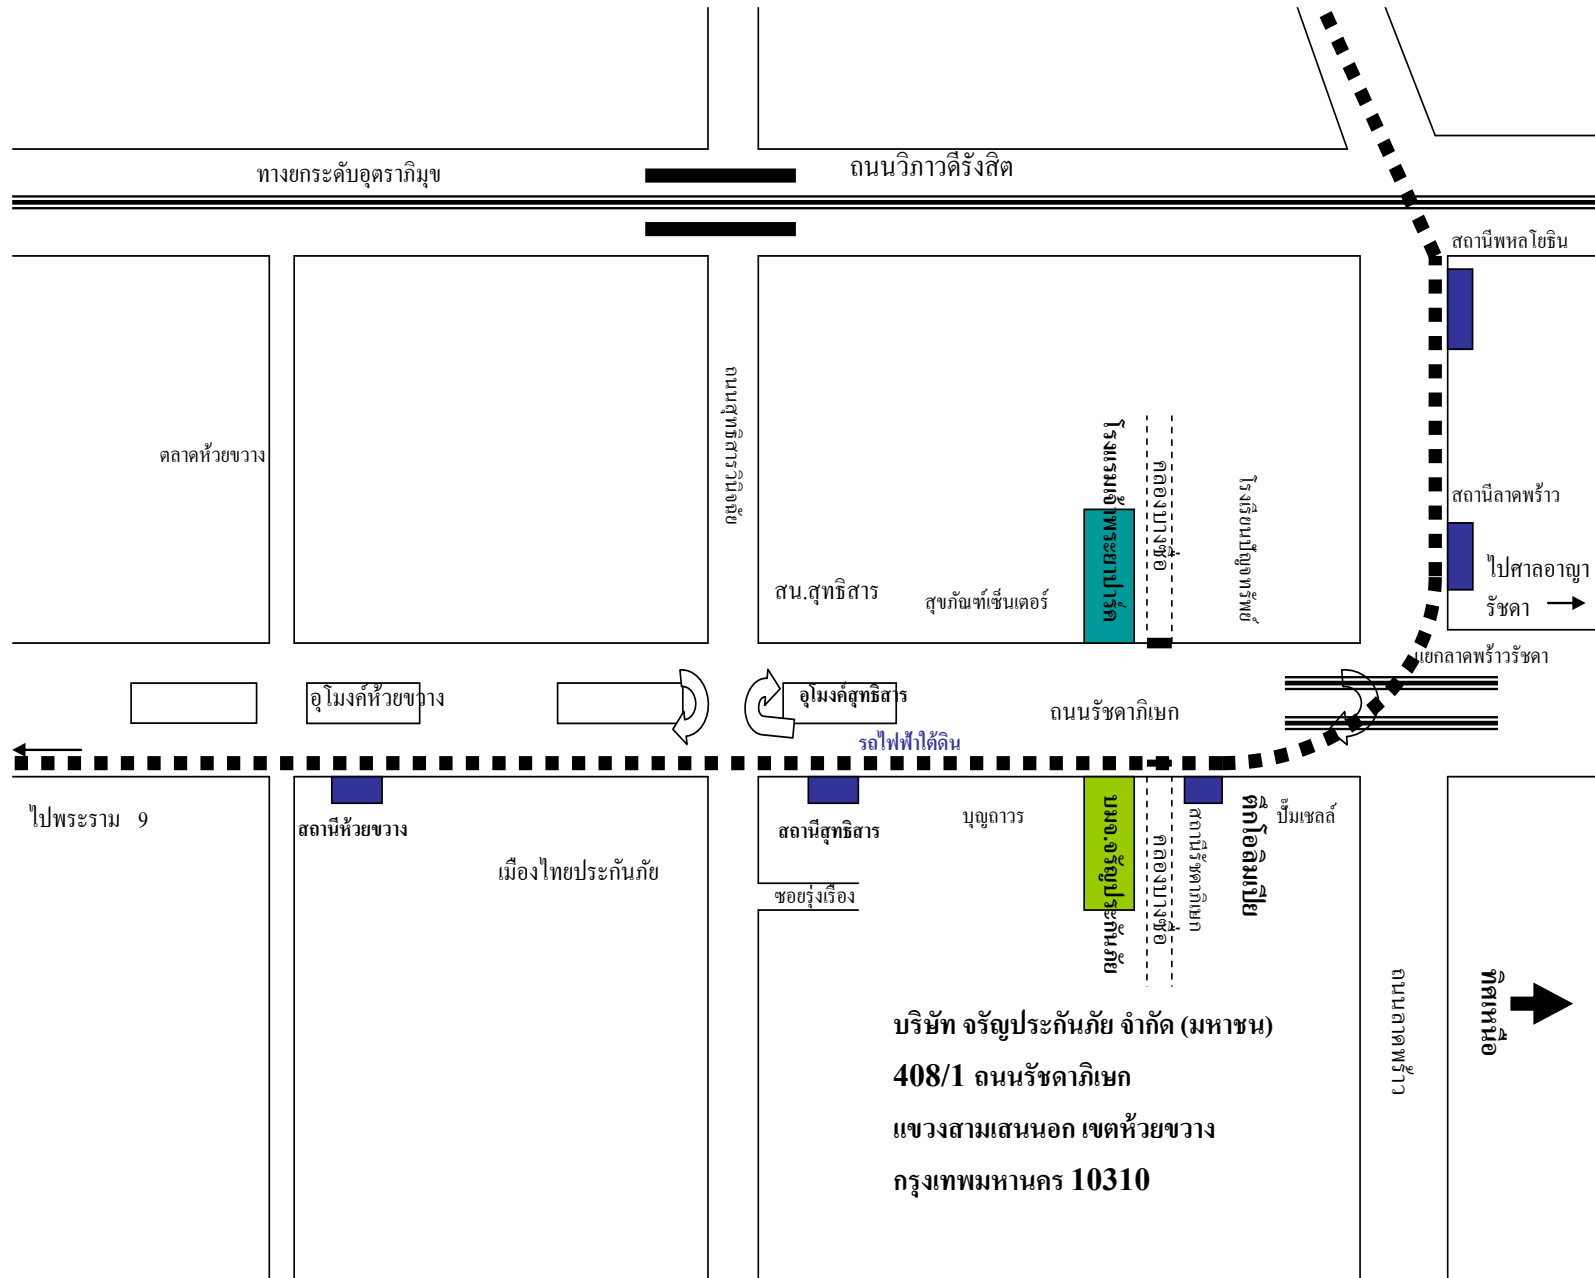 ทางยกระดับอุตราภิมุข
ถนนวิภาวดีรังสิต
สถานีพหลโยธิน
ถนนสุทธิสารวินิจฉัย
ตลาดห้วยขวาง
โรงแรมเจ้าพระยาปาร์ค
คลองบางซื่อ
โรงเรียนปัญจทรัพย์
สถานีลาดพร้าว
ไปศาลอาญา
รัชดา
สน.สุทธิสาร
สุขภัณฑ์เซ็นเตอร์
แยกลาดพร้าวรัชดา
อุโมงค์ห้วยขวาง
อุโมงค์สุทธิสาร
ถนนรัชดาภิเษก
รถไฟฟ้าใต้ดิน
ไปพระราม 9
สถานีห้วยขวาง
เมืองไทยประกันภัย
สถานีสุทธิสาร
บุญถาวร
บมจ.จรัญประกันภัย
คลองบางซื่อ
สถานีรัชดาภิเษก
ตึกโอลิมเปีย
ปั๊มเชลล์
ซอยรุ่งเรือง
ถนนลาดพร้าว
ทิศเหนือ
บริษัท จรัญประกันภัย จำกัด (มหาชน)
408/1 ถนนรัชดาภิเษก
แขวงสามเสนนอก เขตห้วยขวาง
กรุงเทพมหานคร 10310